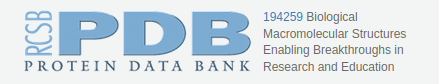 RCSB
PDB
PROTEIN DATA BANK
194259 Biological
Macromolecular Structures
Enabling Breakthroughs in
Research and Education